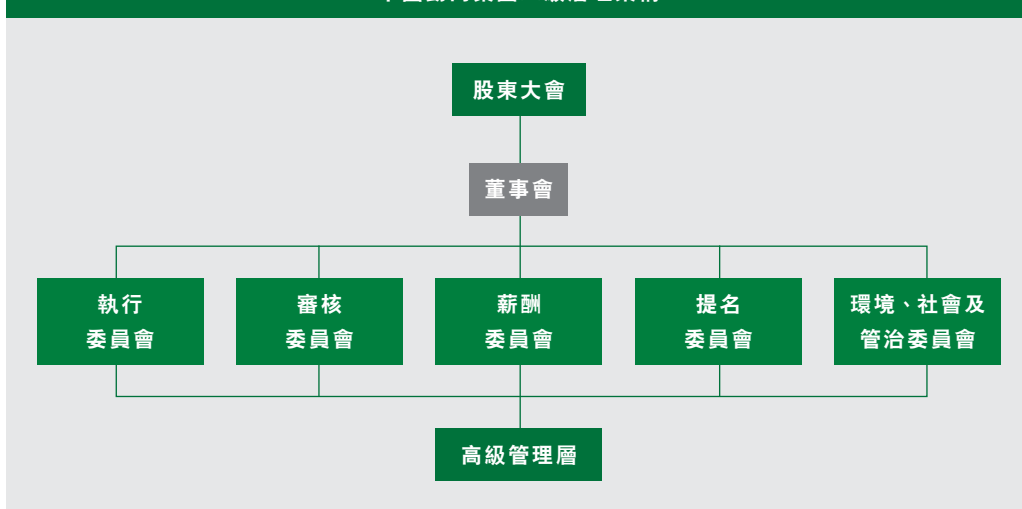 股東大會
董事會
執行
委員會
審核
委員會
薪酬
委員會
提名
委員會
環境、社會及
管治委員會
高級管理層